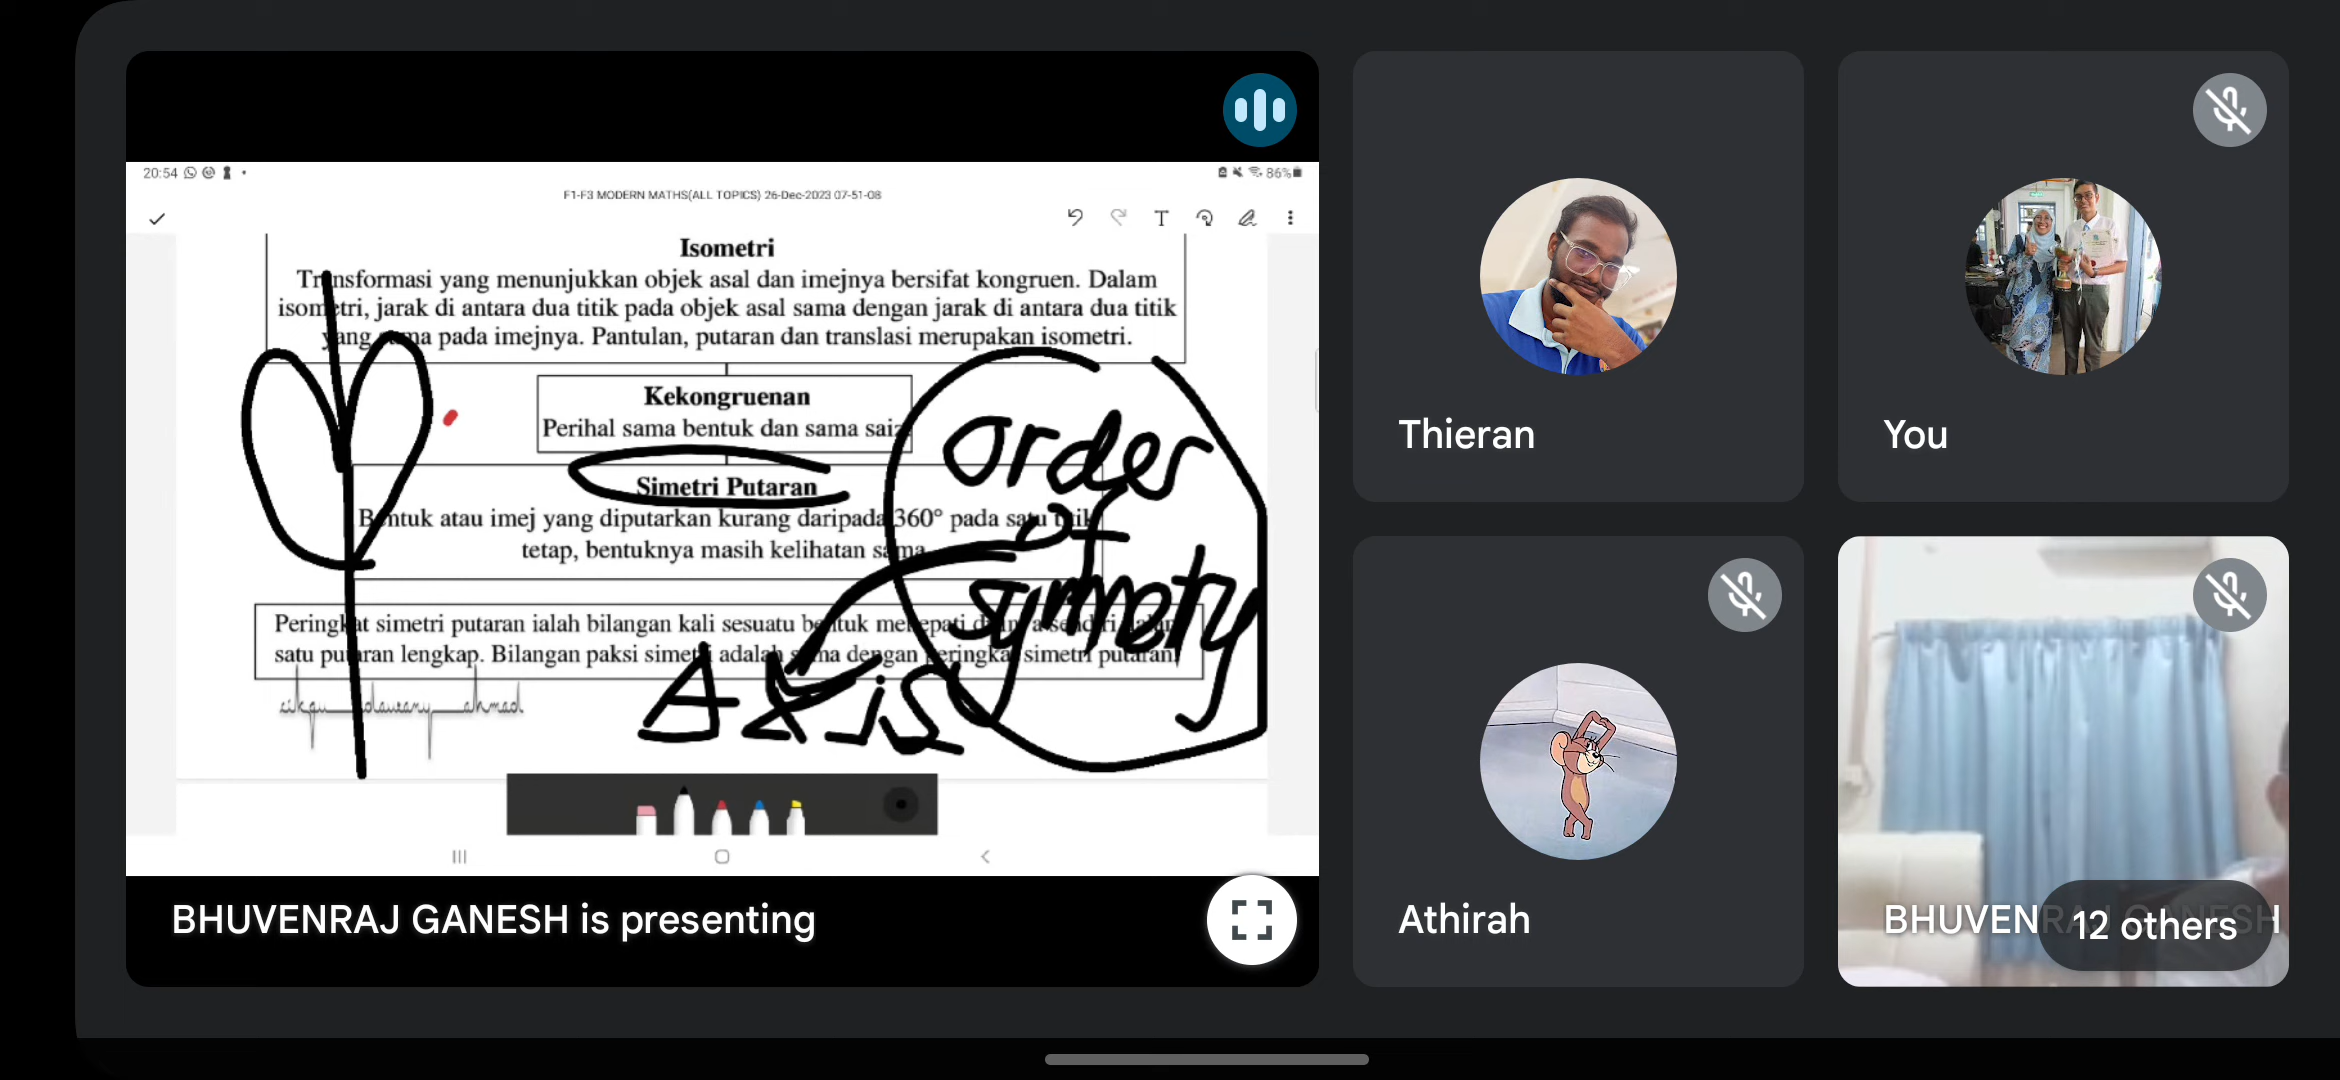 20:54
86%
F1-F3 MODERN MATHS(ALL TOPICS) 26-Dec-2023 07-51-08
T
Isometri
Transformasi yang menunjukkan objek asal dan imejnya bersifat kongruen. Dalam
isometri, jarak di antara dua titik pada objek asal sama dengan jarak di antara dua titik
yang sama pada imejnya. Pantulan, putaran dan translasi merupakan isometri.
Kekongruenan
Perihal sama bentuk dan sama saiz
Simetri Putaran
Bentuk atau imej yang diputarkan kurang daripada 360° pada satu titik
tetap, bentuknya masih kelihatan sama
Peringkat simetri putaran ialah bilangan kali sesuatu bentuk menepati dirinya sendiri dalam
satu putaran lengkap. Bilangan paksi simetri adalah sama dengan peringkat simetri putaran.
order
of
symmetry
Axis
BHUVENRAJ GANESH is presenting
Thieran
You
Athirah
BHUVENRAJ GANESH
12 others